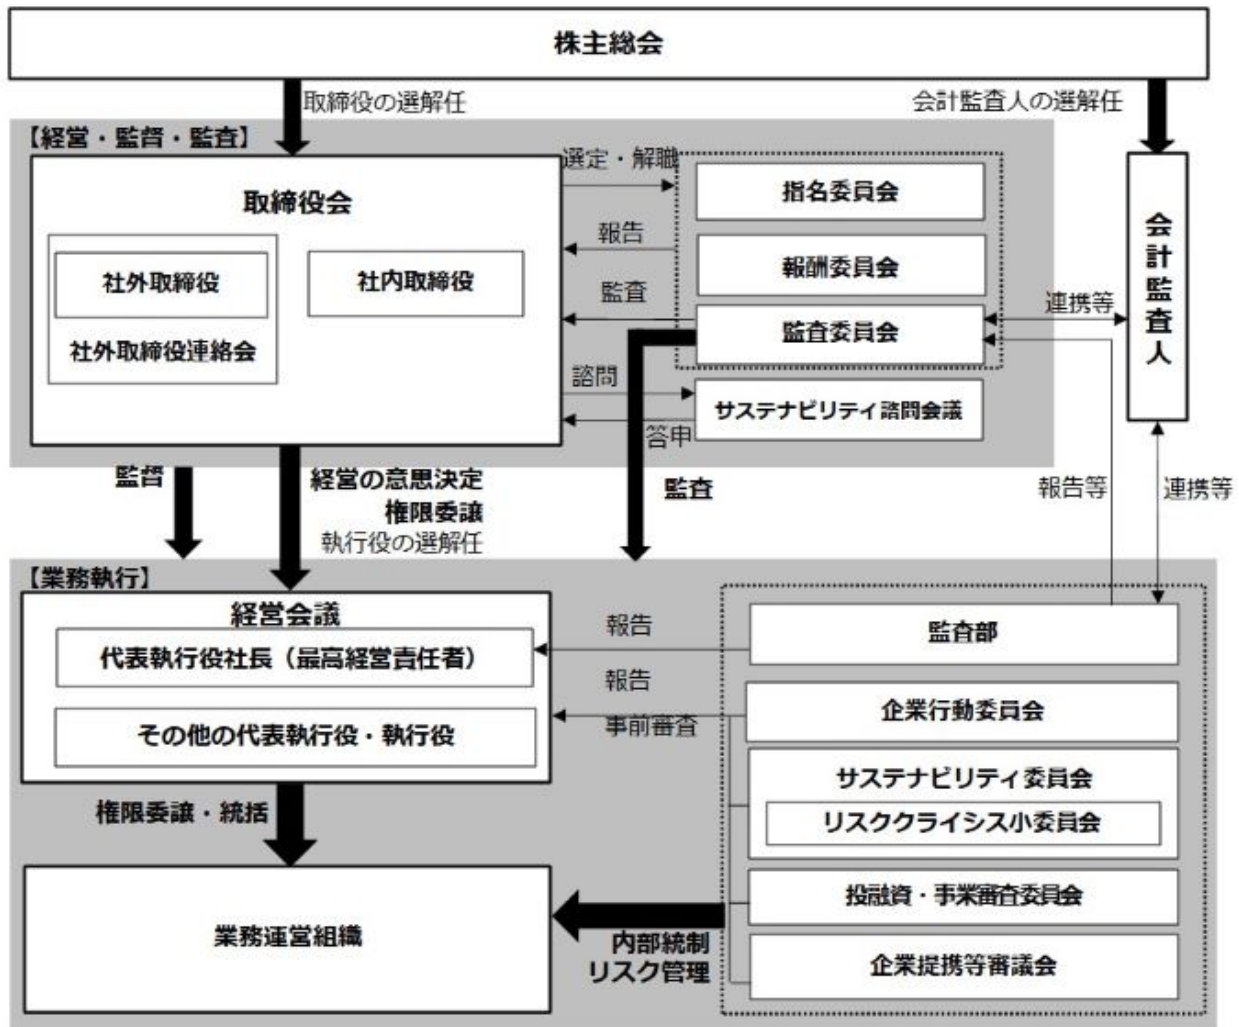 株主総会
取締役の選解任
会計監査人の選解任
【経営・監督・監査】
取締役会
社外取締役
社外取締役連絡会
社内取締役
選定・解職
報告
監査
諮問
答申
指名委員会
報酬委員会
監査委員会
サステナビリティ諮問会議
連携等
会計監査人
監督
経営の意思決定
権限委譲
執行役の選解任
監査
報告等
連携等
【業務執行】
経営会議
代表執行役社長（最高経営責任者）
その他の代表執行役・執行役
報告
報告
事前審査
監査部
企業行動委員会
サステナビリティ委員会
リスククライシス小委員会
投融資・事業審査委員会
企業提携等審議会
権限委譲・統括
業務運営組織
内部統制
リスク管理